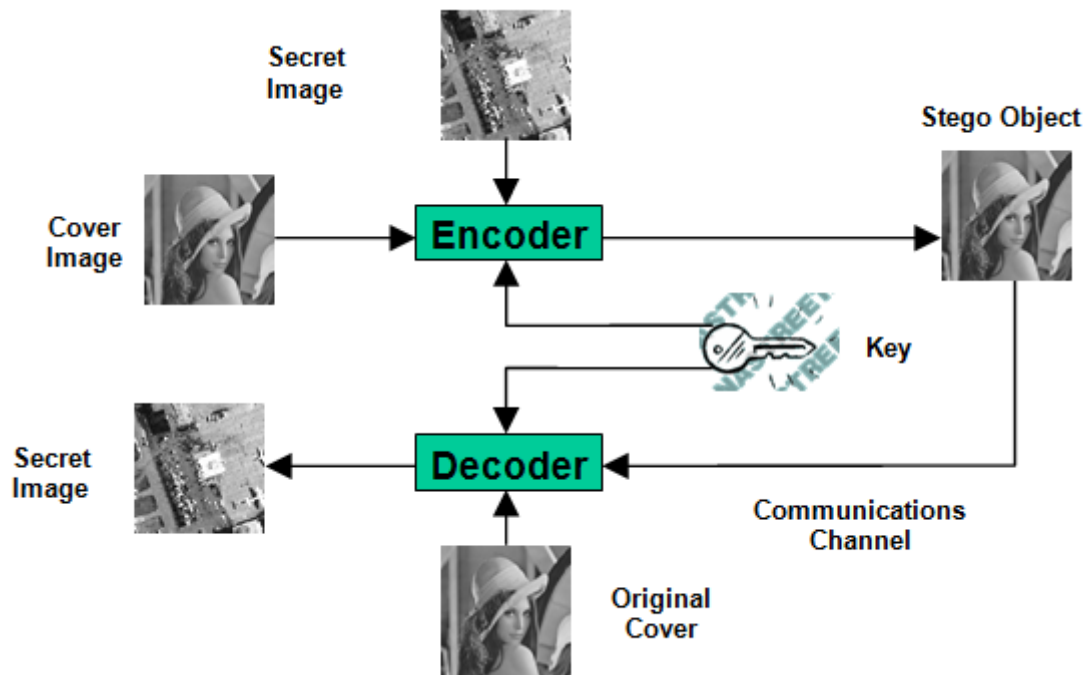 Secret
Image
Stego Object
Cover
Image
Encoder
Key
Secret
Image
Decoder
Communications
Channel
Original
Cover